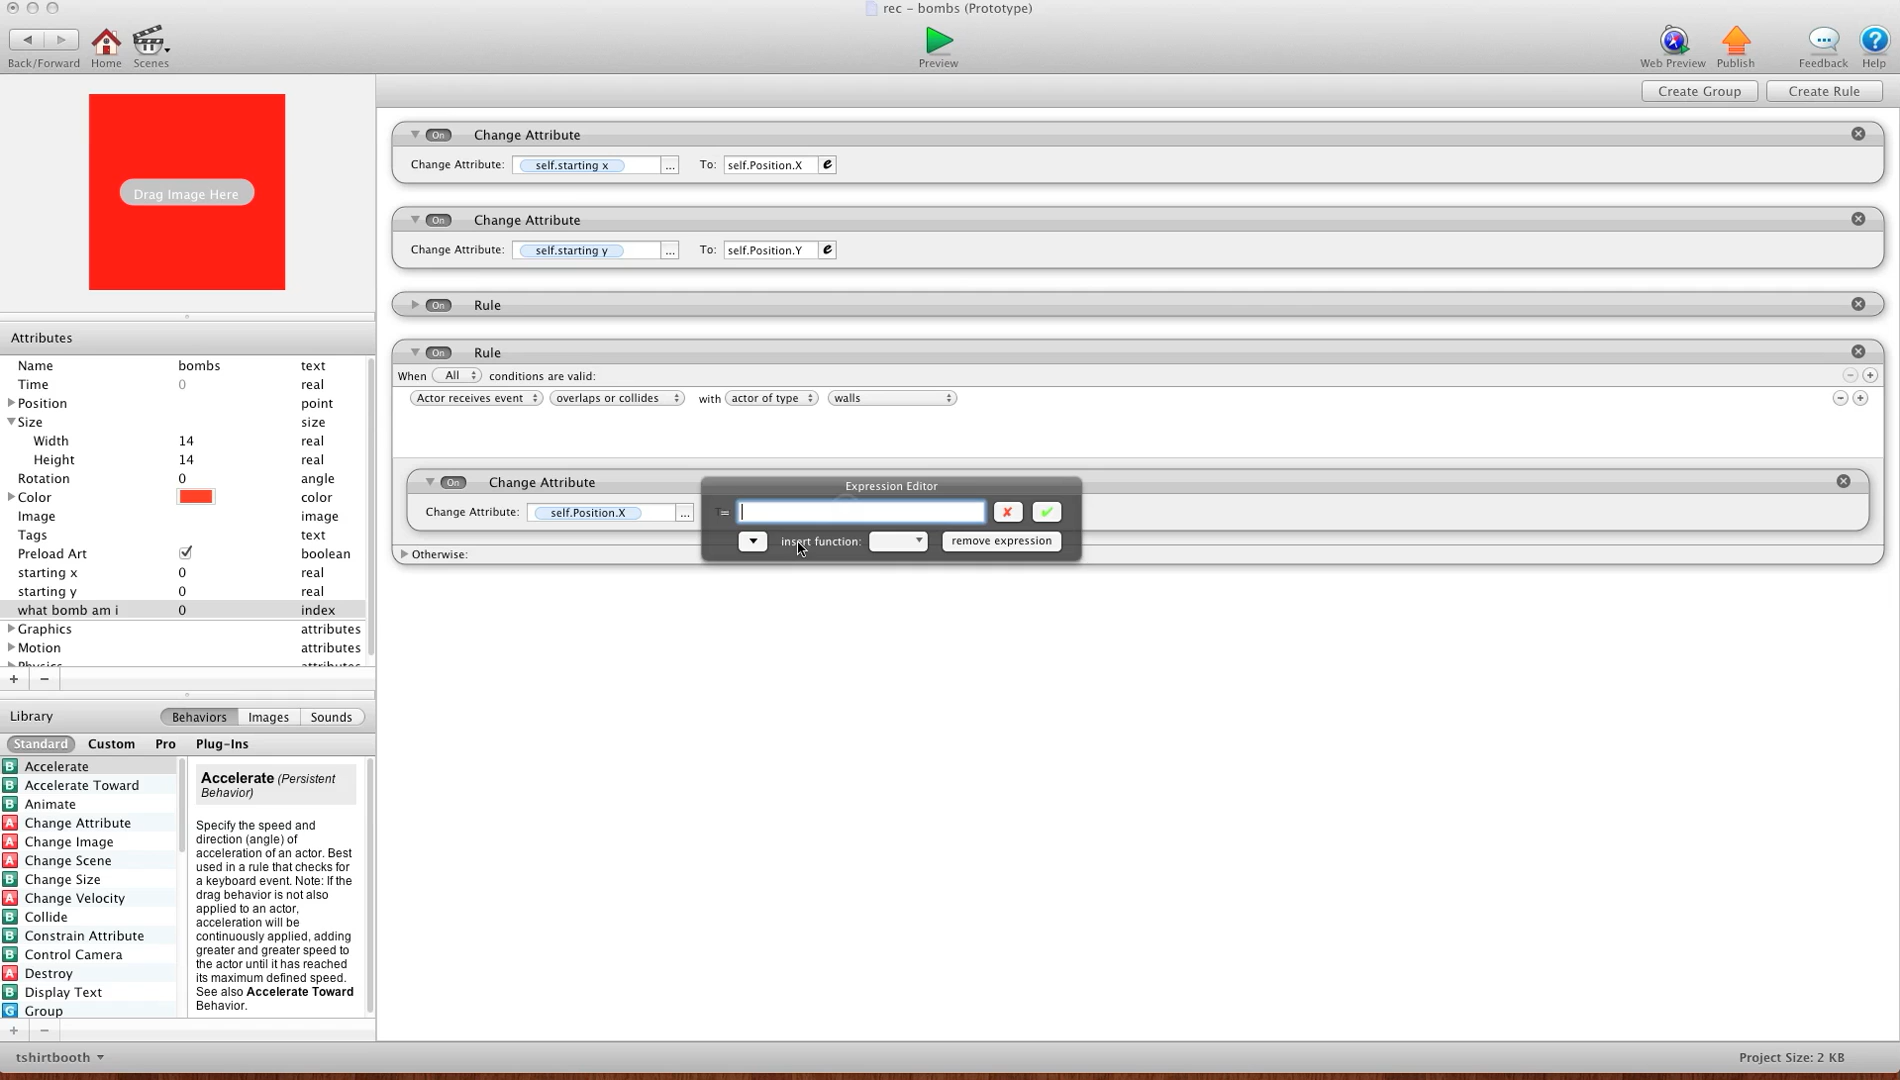 rec – bombs (Prototype)
Back/Forward
Home
Scenes
Preview
Web Preview
Publish
Feedback
Help
Create Group
Create Rule
Drag Image Here
Attributes
Name bombs text
Time 0 real
Position point
Size size
Width 14 real
Height 14 real
Rotation 0 angle
Color color
Image image
Tags text
Preload Art boolean
starting x 0 real
starting y 0 real
what bomb am i 0 index
Graphics attributes
Motion attributes
Physics attributes
+ −
Library
Behaviors Images Sounds
Standard Custom Pro Plug-Ins
B Accelerate
B Accelerate Toward
B Animate
A Change Attribute
A Change Image
A Change Scene
B Change Size
A Change Velocity
B Collide
B Constrain Attribute
B Control Camera
A Destroy
B Display Text
G Group
Accelerate (Persistent
Behavior)
Specify the speed and
direction (angle) of
acceleration of an actor. Best
used in a rule that checks for
a keyboard event. Note: If the
drag behavior is not also
applied to an actor,
acceleration will be
continuously applied, adding
greater and greater speed to
the actor until it has reached
its maximum defined speed.
See also Accelerate Toward
Behavior.
+ −
On Change Attribute
Change Attribute: self.starting x ... To: self.Position.X e
On Change Attribute
Change Attribute: self.starting y ... To: self.Position.Y e
On Rule
On Rule
When All conditions are valid:
Actor receives event overlaps or collides with actor of type walls
On Change Attribute
Change Attribute: self.Position.X ...
Expression Editor
=
insert function:
remove expression
Otherwise:
tshirtbooth
Project Size: 2 KB